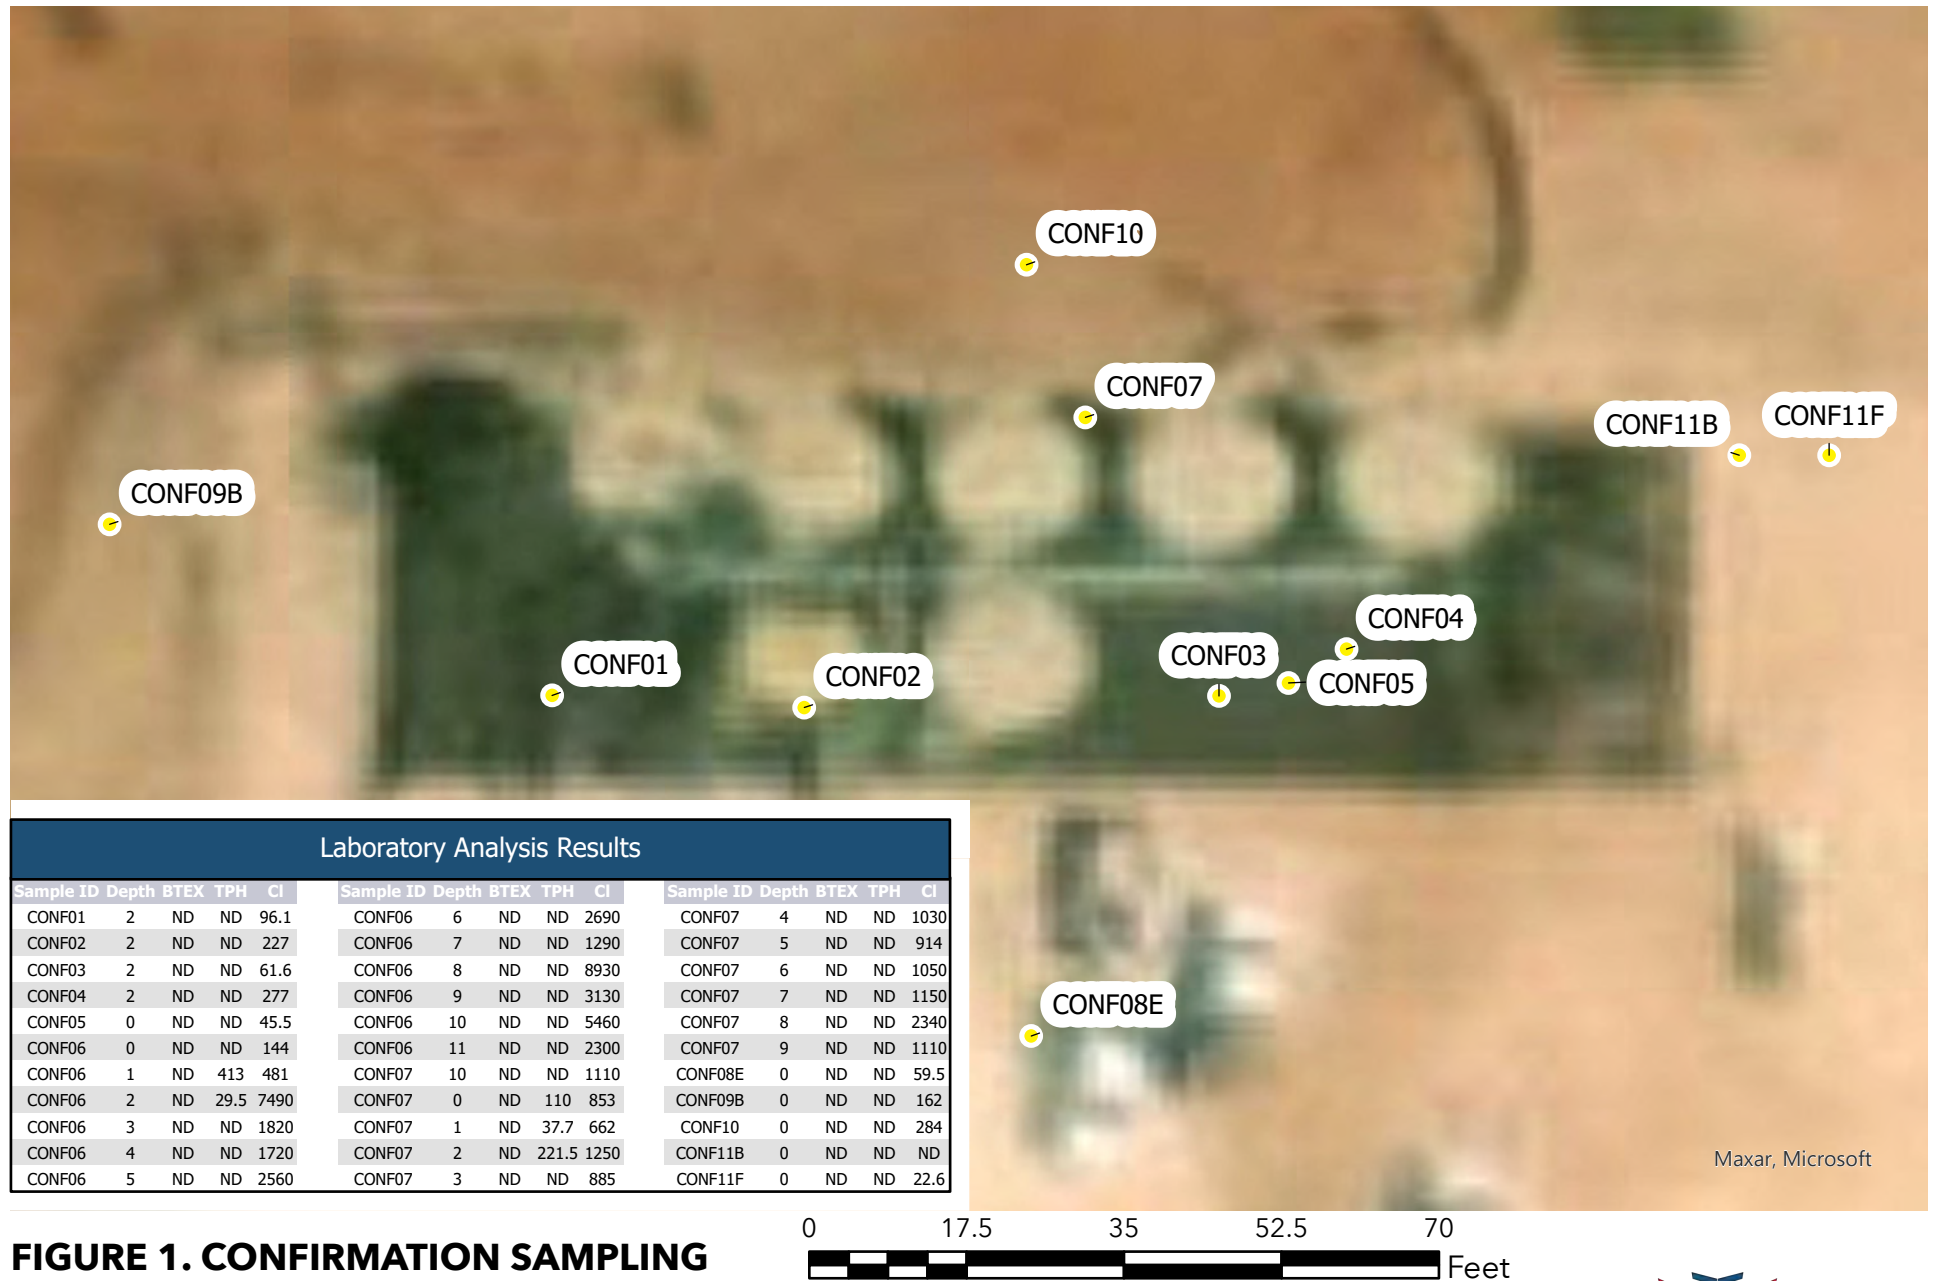 CONF10
CONF07
CONF11B
CONF11F
CONF09B
CONF04
CONF03
CONF01
CONF02
CONF05
CONF08E
Laboratory Analysis Results
Sample ID Depth BTEX TPH Cl Sample ID Depth BTEX TPH Cl Sample ID Depth BTEX TPH Cl
CONF01 2 ND ND 96.1 CONF06 6 ND ND 2690 CONF07 4 ND ND 1030
CONF02 2 ND ND 227 CONF06 7 ND ND 1290 CONF07 5 ND ND 914
CONF03 2 ND ND 61.6 CONF06 8 ND ND 8930 CONF07 6 ND ND 1050
CONF04 2 ND ND 277 CONF06 9 ND ND 3130 CONF07 7 ND ND 1150
CONF05 0 ND ND 45.5 CONF06 10 ND ND 5460 CONF07 8 ND ND 2340
CONF06 0 ND ND 144 CONF06 11 ND ND 2300 CONF07 9 ND ND 1110
CONF06 1 ND 413 481 CONF07 10 ND ND 1110 CONF08E 0 ND ND 59.5
CONF06 2 ND 29.5 7490 CONF07 0 ND 110 853 CONF09B 0 ND ND 162
CONF06 3 ND ND 1820 CONF07 1 ND 37.7 662 CONF10 0 ND ND 284
CONF06 4 ND ND 1720 CONF07 2 ND 221.5 1250 CONF11B 0 ND ND ND
CONF06 5 ND ND 2560 CONF07 3 ND ND 885 CONF11F 0 ND ND 22.6
Maxar, Microsoft
0 17.5 35 52.5 70
Feet
FIGURE 1. CONFIRMATION SAMPLING